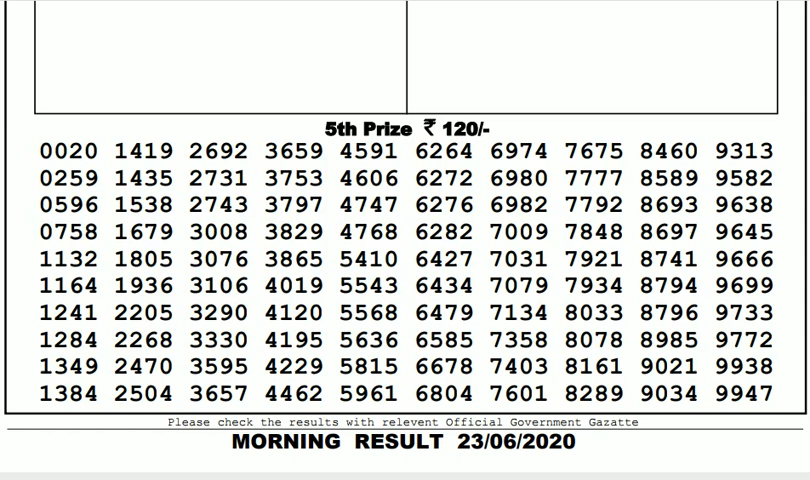 5th Prize ₹ 120/-
0020 1419 2692 3659 4591 6264 6974 7675 8460 9313
0259 1435 2731 3753 4606 6272 6980 7777 8589 9582
0596 1538 2743 3797 4747 6276 6982 7792 8693 9638
0758 1679 3008 3829 4768 6282 7009 7848 8697 9645
1132 1805 3076 3865 5410 6427 7031 7921 8741 9666
1164 1936 3106 4019 5543 6434 7079 7934 8794 9699
1241 2205 3290 4120 5568 6479 7134 8033 8796 9733
1284 2268 3330 4195 5636 6585 7358 8078 8985 9772
1349 2470 3595 4229 5815 6678 7403 8161 9021 9938
1384 2504 3657 4462 5961 6804 7601 8289 9034 9947
Please check the results with relevent Official Government Gazatte
MORNING RESULT 23/06/2020